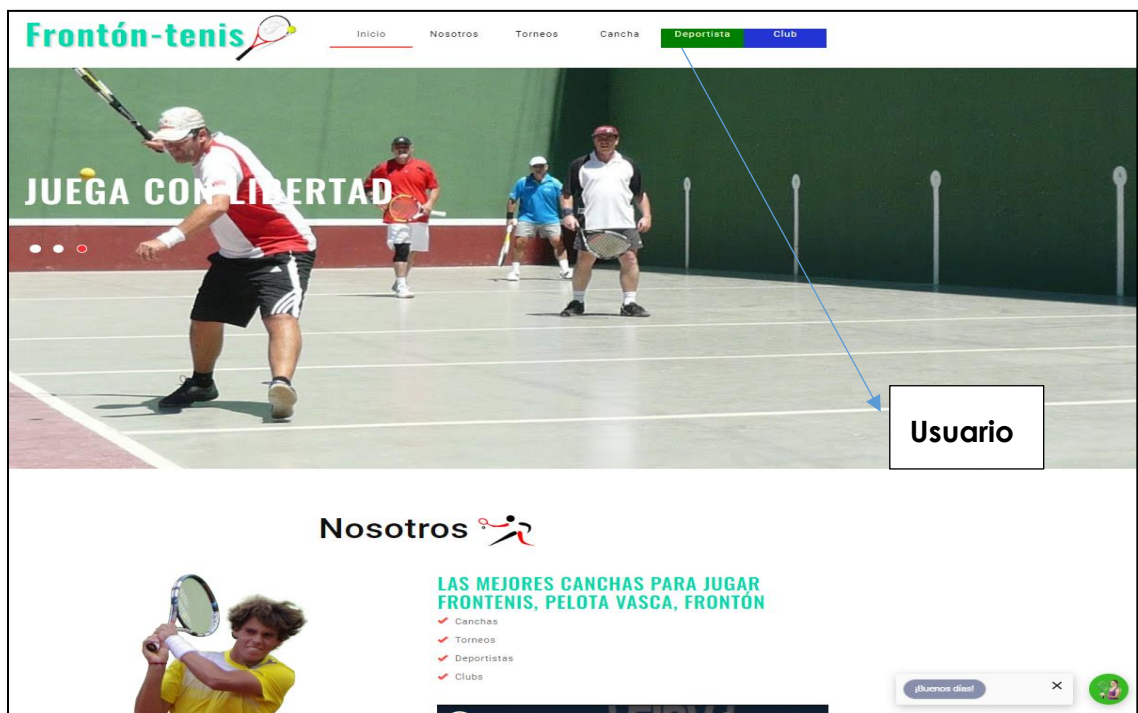 Frontón-tenis
Inicio Nosotros Torneos Cancha Deportista Club
JUEGA CON LIBERTAD
Usuario
Nosotros
LAS MEJORES CANCHAS PARA JUGAR
FRONTENIS, PELOTA VASCA, FRONTÓN
Canchas
Torneos
Deportistas
Clubs
¡Buenos días! ×